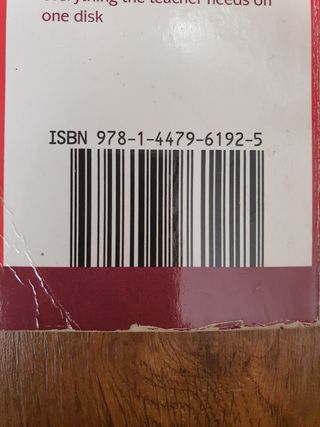 everything the teacher needs on
one disk
ISBN 978-1-4479-6192-5